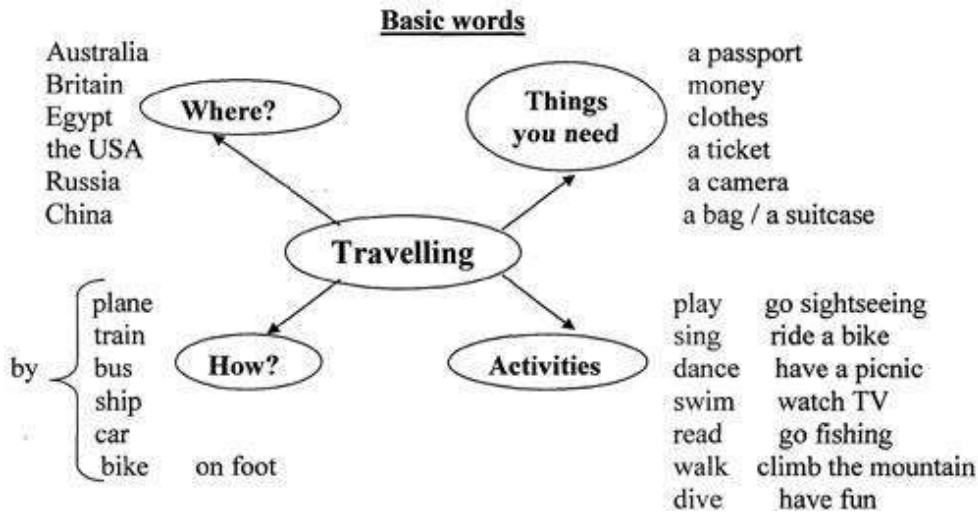 Basic words
Where?
Australia
Britain
Egypt
the USA
Russia
China
Things
you need
a passport
money
clothes
a ticket
a camera
a bag / a suitcase
Travelling
How?
by
plane
train
bus
ship
car
bike
on foot
Activities
play go sightseeing
sing ride a bike
dance have a picnic
swim watch TV
read go fishing
walk climb the mountain
dive have fun